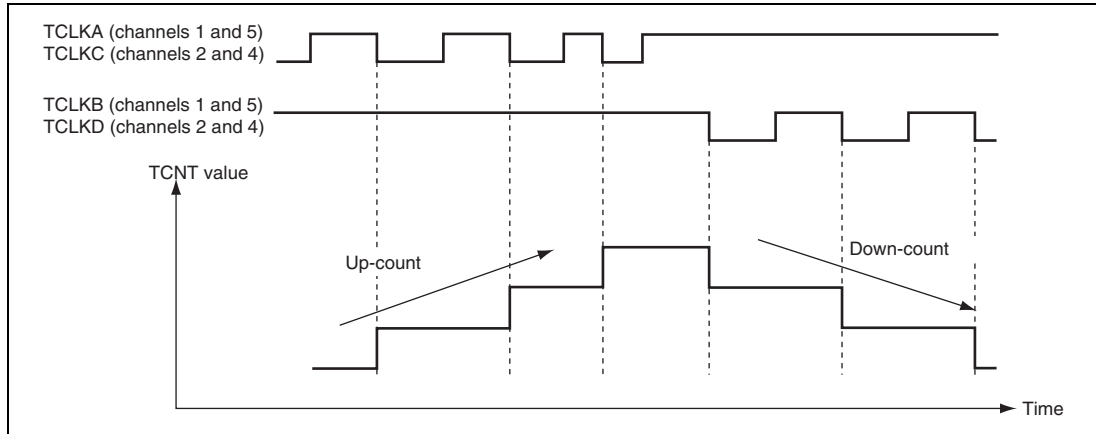 TCLKA (channels 1 and 5)
TCLKC (channels 2 and 4)
TCLKB (channels 1 and 5)
TCLKD (channels 2 and 4)
TCNT value
Up-count
Down-count
Time